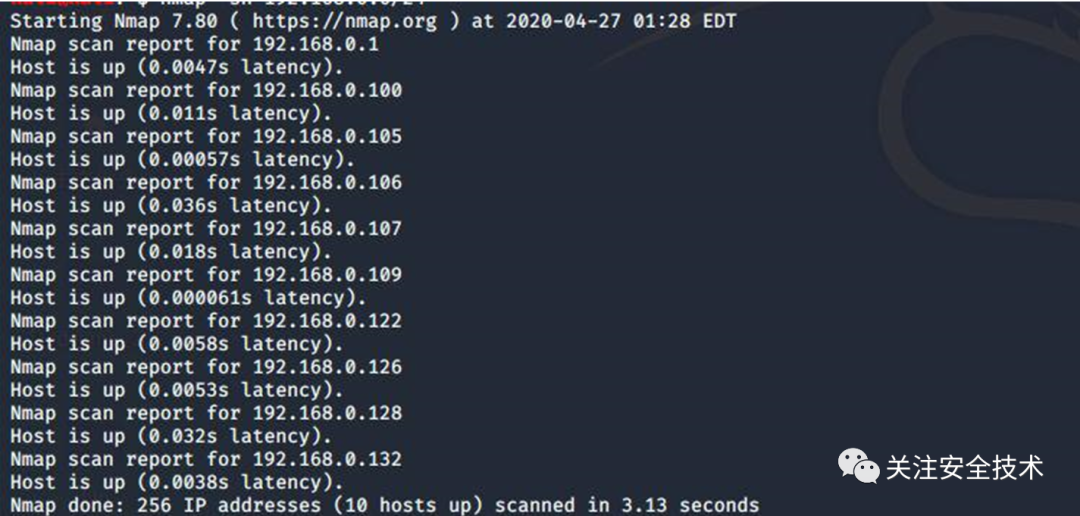 Starting Nmap 7.80 ( https://nmap.org ) at 2020-04-27 01:28 EDT
Nmap scan report for 192.168.0.1
Host is up (0.0047s latency).
Nmap scan report for 192.168.0.100
Host is up (0.011s latency).
Nmap scan report for 192.168.0.105
Host is up (0.00057s latency).
Nmap scan report for 192.168.0.106
Host is up (0.036s latency).
Nmap scan report for 192.168.0.107
Host is up (0.018s latency).
Nmap scan report for 192.168.0.109
Host is up (0.000061s latency).
Nmap scan report for 192.168.0.122
Host is up (0.0058s latency).
Nmap scan report for 192.168.0.126
Host is up (0.0053s latency).
Nmap scan report for 192.168.0.128
Host is up (0.032s latency).
Nmap scan report for 192.168.0.132
Host is up (0.0038s latency).
Nmap done: 256 IP addresses (10 hosts up) scanned in 3.13 seconds
关注安全技术